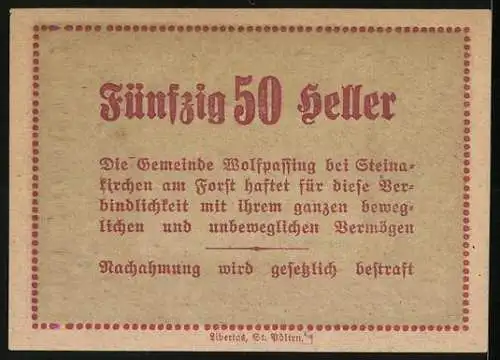 Fünfzig 50 Heller
Die Gemeinde Wolfpassing bei Steina-
kirchen am Forst haftet für diese Ver-
bindlichkeit mit ihrem ganzen beweg-
lichen und unbeweglichen Vermögen
Nachahmung wird gesetzlich bestraft
Libertas, St. Pölten.